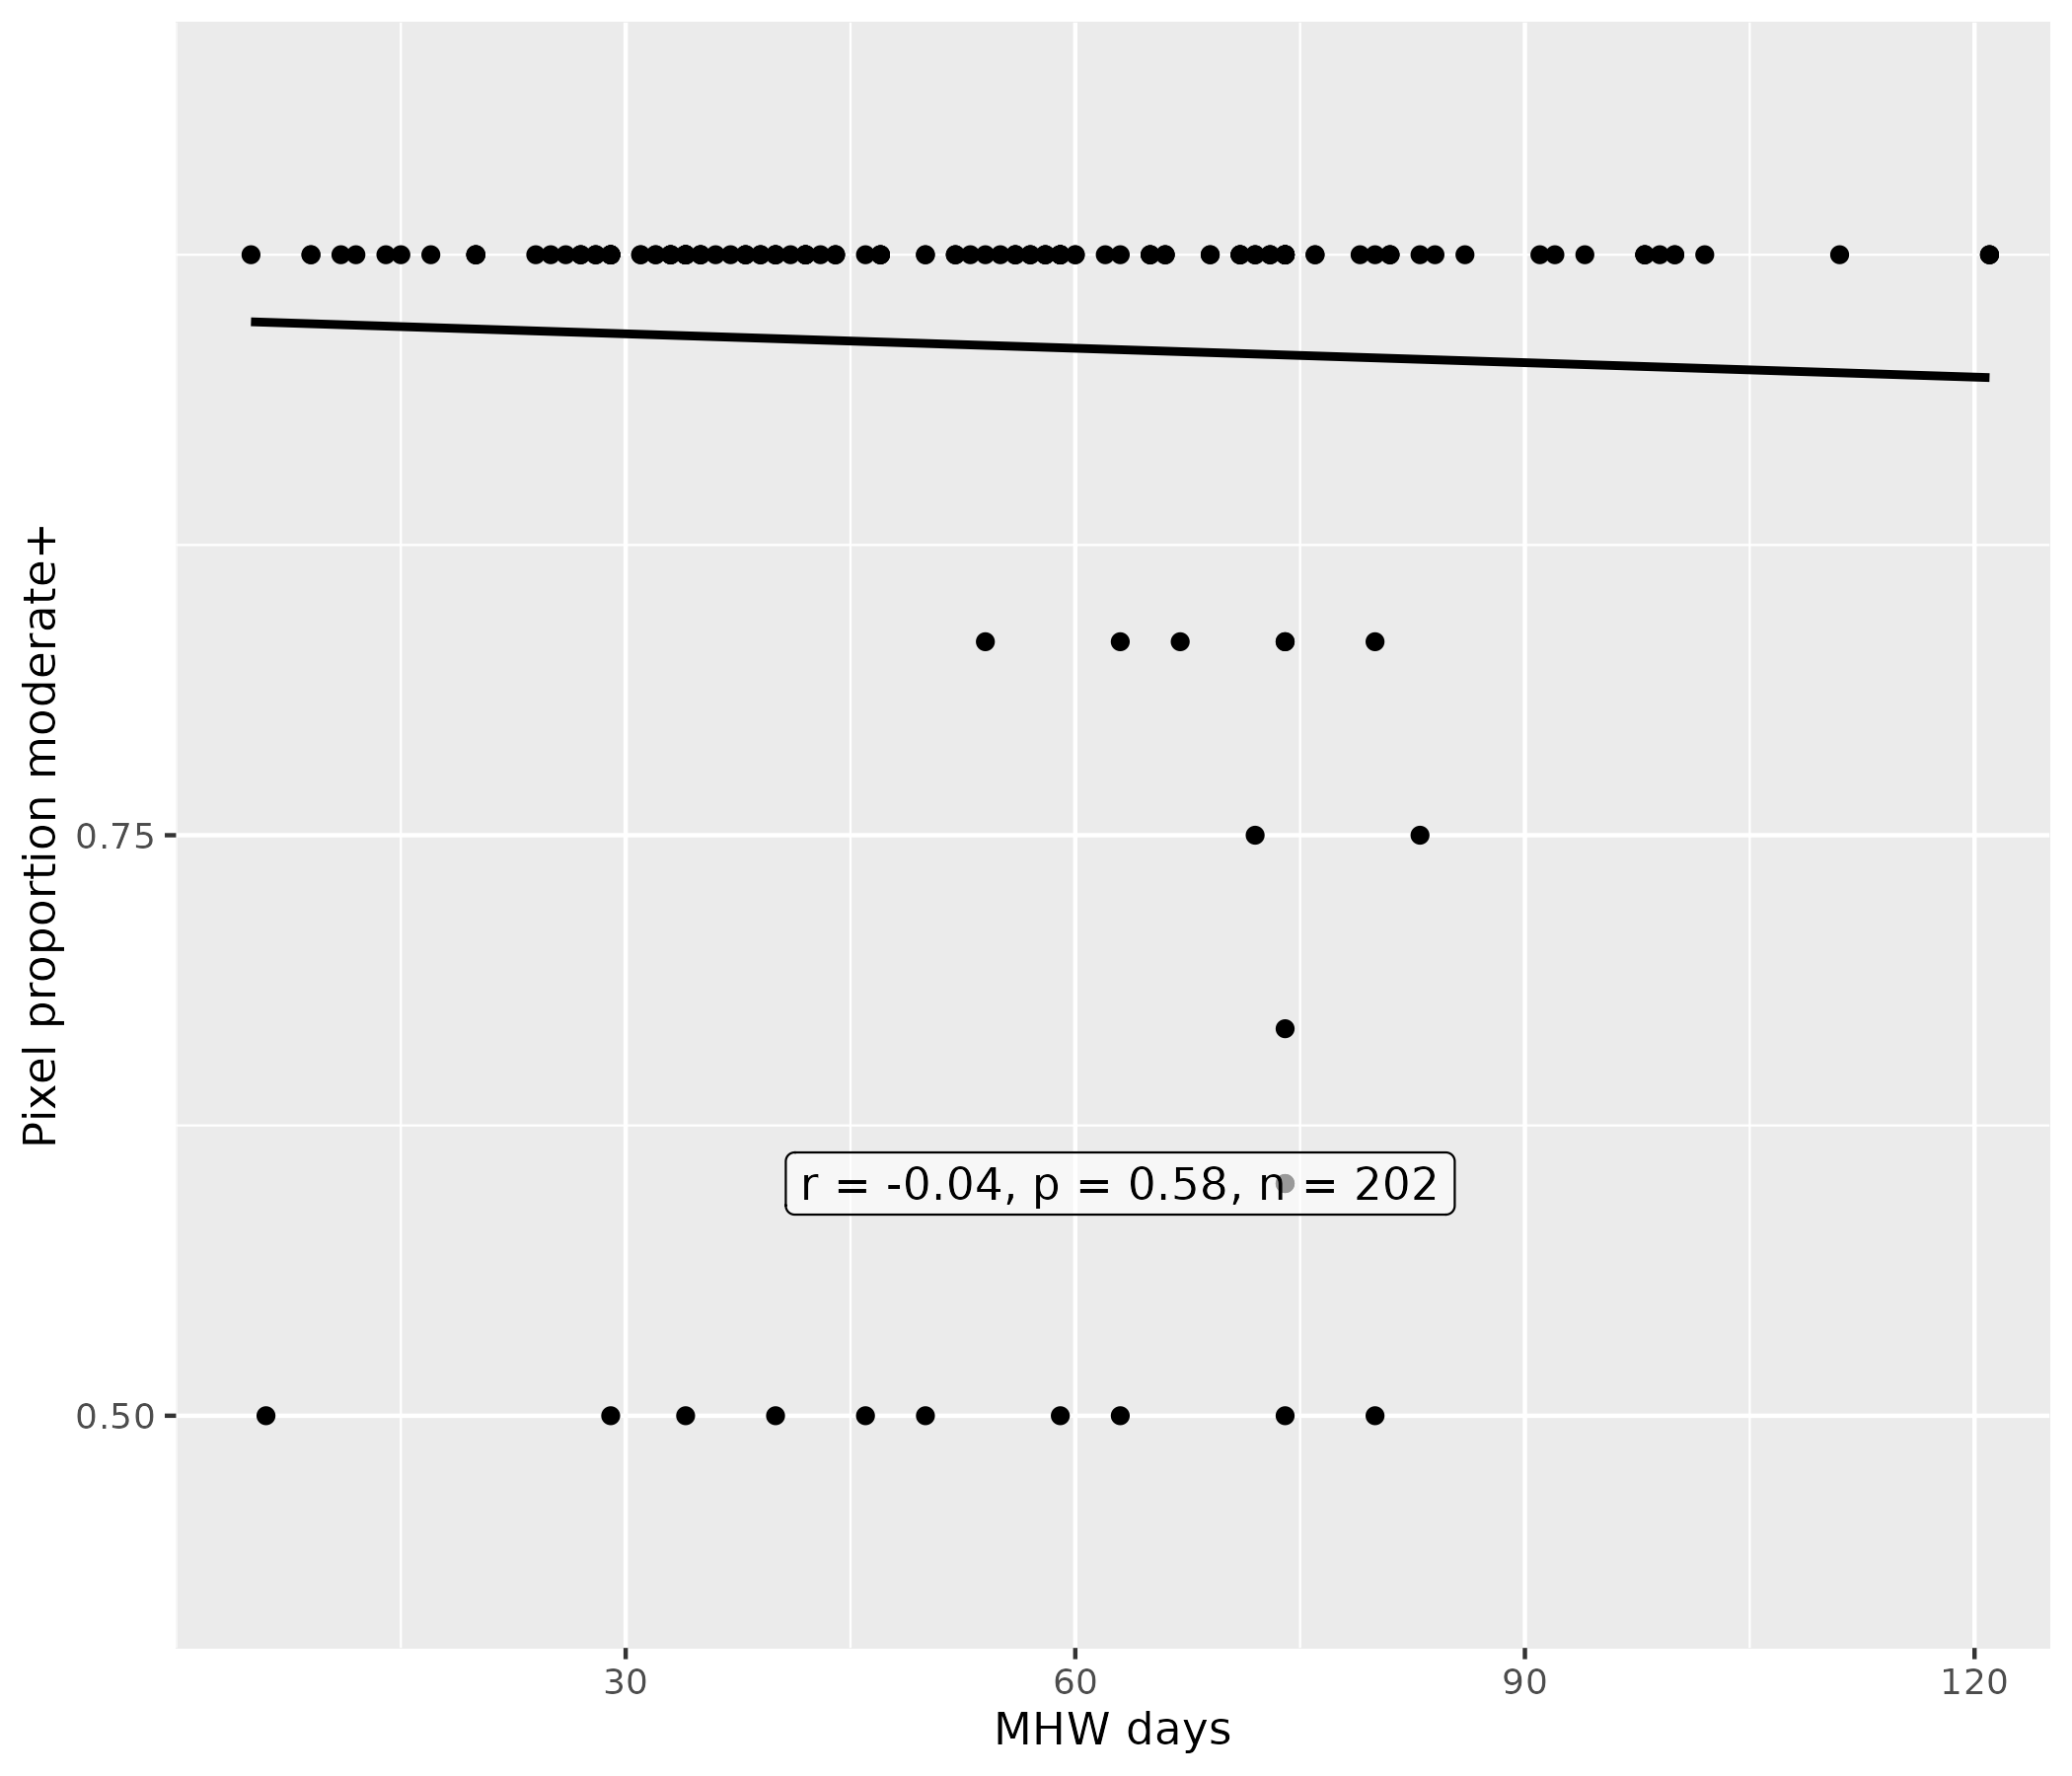 Pixel proportion moderate+
0.75
0.50
r = -0.04, p = 0.58, n = 202
30 60 90 120
MHW days